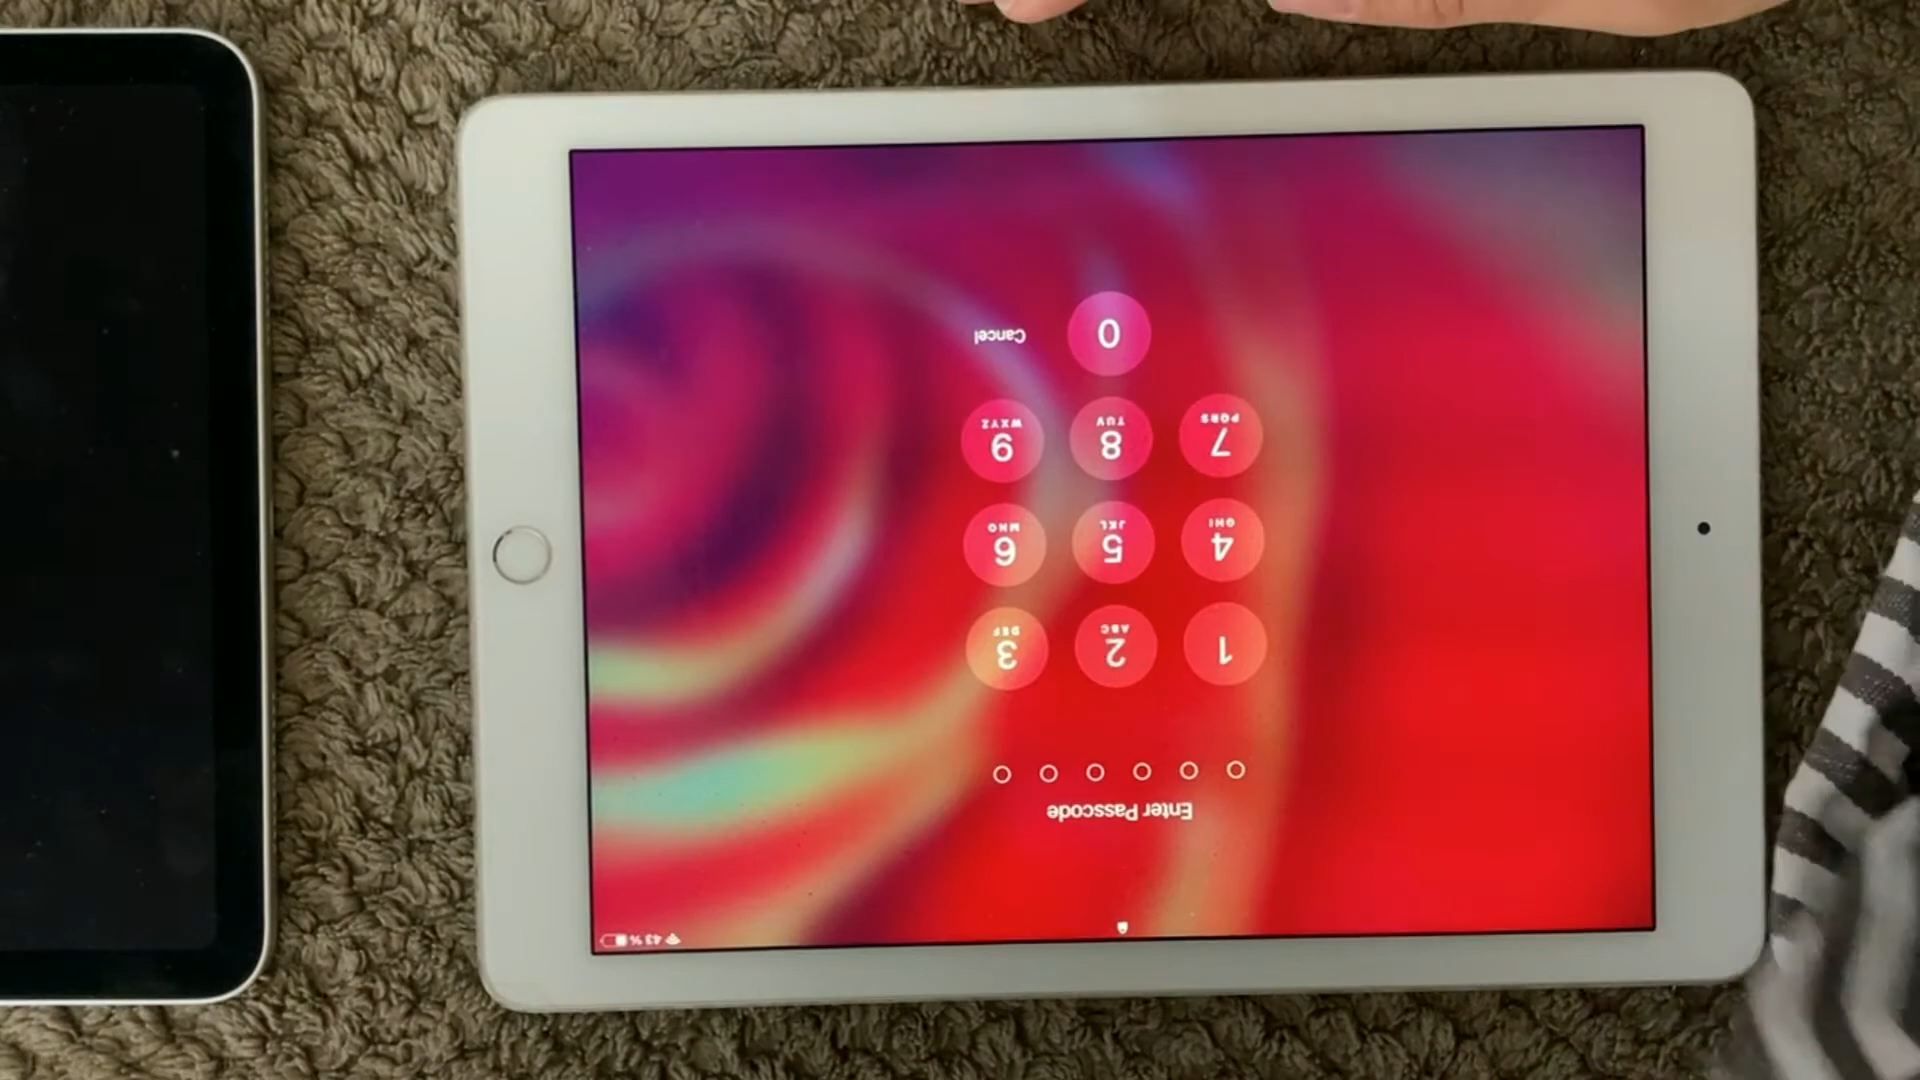 43 %
Enter Passcode
1 2 ABC 3 DEF
4 GHI 5 JKL 6 MNO
7 PQRS 8 TUV 9 WXYZ
0 Cancel